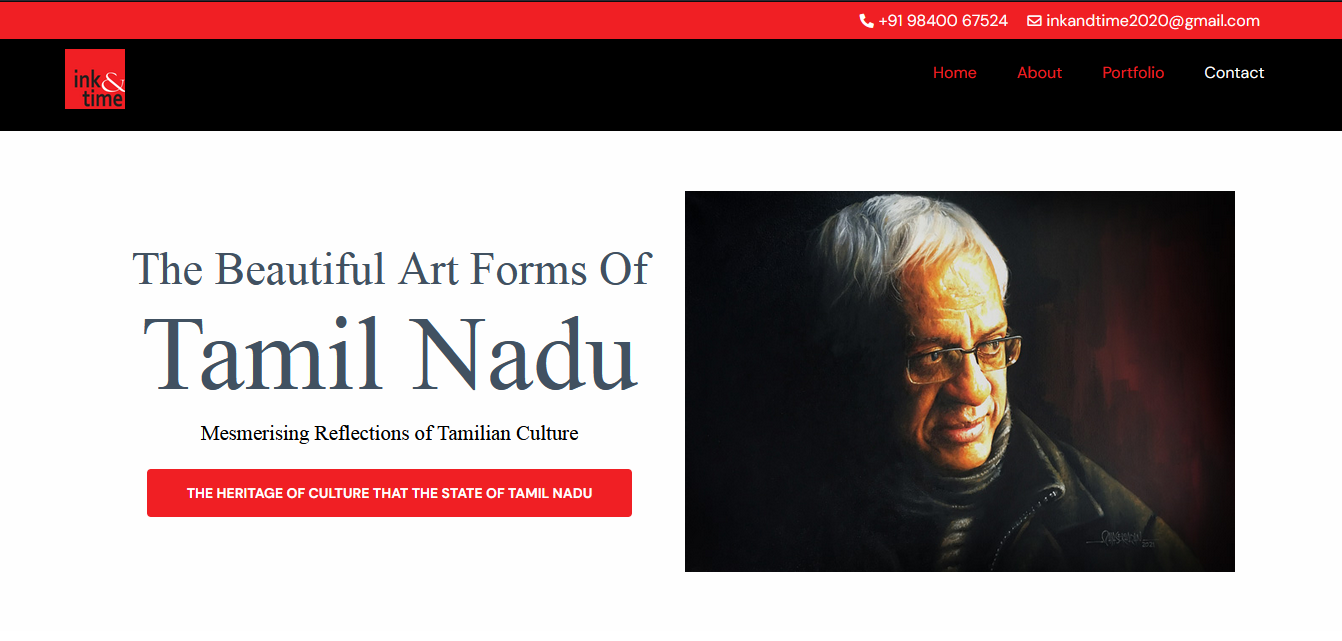 +91 98400 67524 inkandtime2020@gmail.com
ink&
time
Home About Portfolio Contact
The Beautiful Art Forms Of
Tamil Nadu
Mesmerising Reflections of Tamilian Culture
THE HERITAGE OF CULTURE THAT THE STATE OF TAMIL NADU